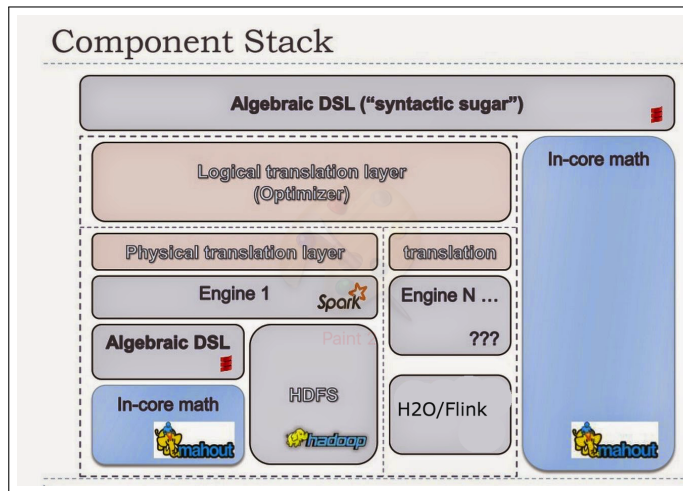 Component Stack
Algebraic DSL (“syntactic sugar”)
Logical translation layer
(Optimizer)
In-core math
Physical translation layer
translation
Engine 1
Spark
Engine N ...
???
Algebraic DSL
Paint
HDFS
In-core math
H2O/Flink
mahout
hadoop
mahout